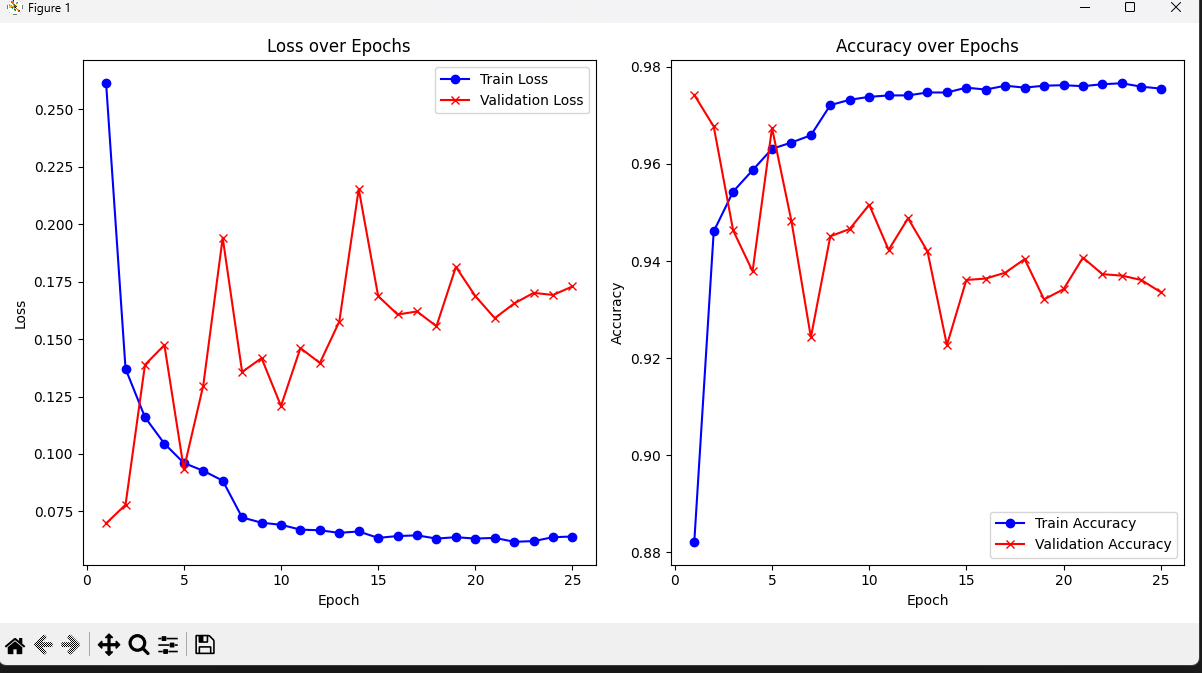 Figure 1
Loss over Epochs
Train Loss
Validation Loss
0.250
0.225
0.200
0.175
0.150
0.125
0.100
0.075
Loss
0 5 10 15 20 25
Epoch
Accuracy over Epochs
0.98
0.96
0.94
0.92
0.90
0.88
Accuracy
Train Accuracy
Validation Accuracy
0 5 10 15 20 25
Epoch